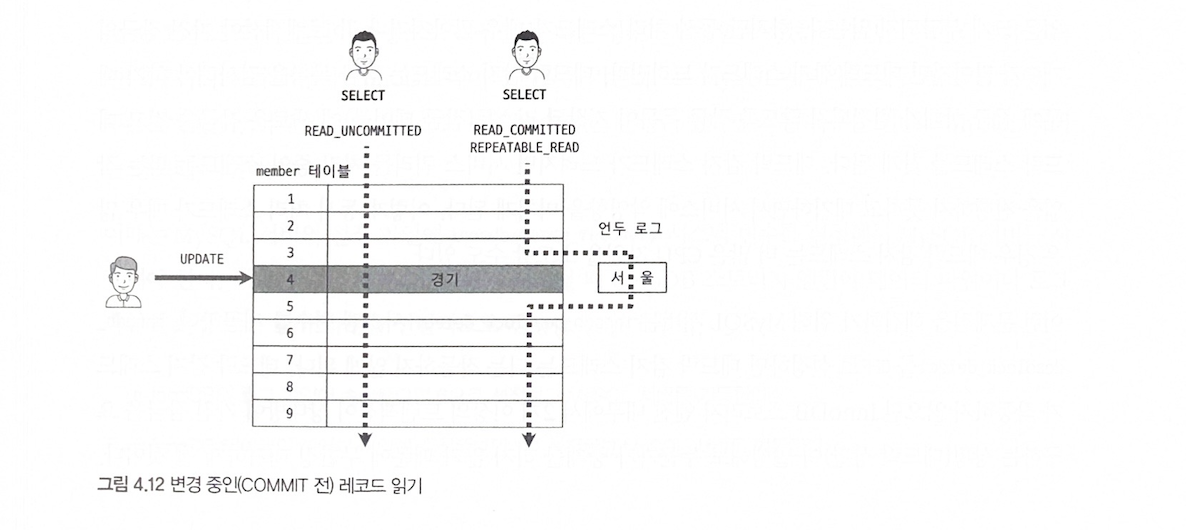 SELECT
SELECT
READ_UNCOMMITTED
READ_COMMITTED
REPEATABLE_READ
member 테이블
1
2
3
언두 로그
UPDATE
4 경기
서 울
5
6
7
8
9
그림 4.12 변경 중인(COMMIT 전) 레코드 읽기